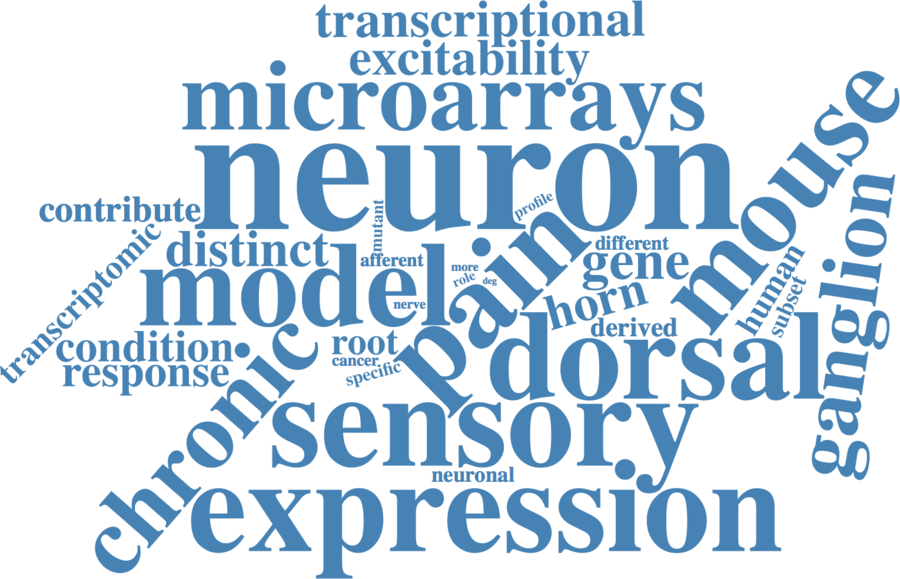 transcriptional
excitability
microarrays
neuron
mouse
contribute
mutant
profile
ganglion
transcriptomic
distinct
afferent
more
role
deg
different
gene
human
subset
model
nerve
pain
horn
derived
condition
root
cancer
specific
dorsal
response
chronic
sensory
neuronal
expression